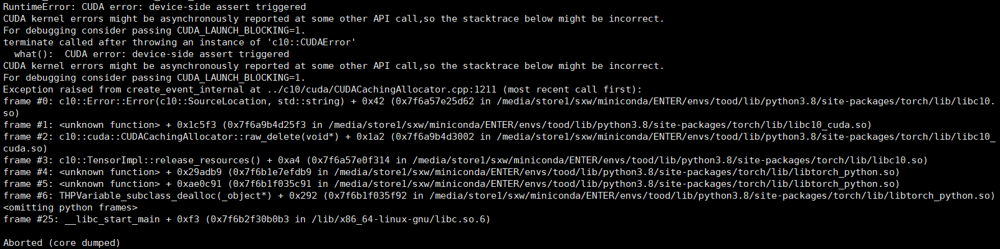 RuntimeError: CUDA error: device-side assert triggered
CUDA kernel errors might be asynchronously reported at some other API call,so the stacktrace below might be incorrect.
For debugging consider passing CUDA_LAUNCH_BLOCKING=1.
terminate called after throwing an instance of 'c10::CUDAError'
  what():  CUDA error: device-side assert triggered
CUDA kernel errors might be asynchronously reported at some other API call,so the stacktrace below might be incorrect.
For debugging consider passing CUDA_LAUNCH_BLOCKING=1.
Exception raised from create_event_internal at ../c10/cuda/CUDACachingAllocator.cpp:1211 (most recent call first):
frame #0: c10::Error::Error(c10::SourceLocation, std::string) + 0x42 (0x7f6a57e25d62 in /media/store1/sxw/miniconda/ENTER/envs/tood/lib/python3.8/site-packages/torch/lib/libc10.
so)
frame #1: <unknown function> + 0x1c5f3 (0x7f6a9b4d25f3 in /media/store1/sxw/miniconda/ENTER/envs/tood/lib/python3.8/site-packages/torch/lib/libc10_cuda.so)
frame #2: c10::cuda::CUDACachingAllocator::raw_delete(void*) + 0x1a2 (0x7f6a9b4d3002 in /media/store1/sxw/miniconda/ENTER/envs/tood/lib/python3.8/site-packages/torch/lib/libc10_
cuda.so)
frame #3: c10::TensorImpl::release_resources() + 0xa4 (0x7f6a57e0f314 in /media/store1/sxw/miniconda/ENTER/envs/tood/lib/python3.8/site-packages/torch/lib/libc10.so)
frame #4: <unknown function> + 0x29adb9 (0x7f6b1e7efdb9 in /media/store1/sxw/miniconda/ENTER/envs/tood/lib/python3.8/site-packages/torch/lib/libtorch_python.so)
frame #5: <unknown function> + 0xae0c91 (0x7f6b1f035c91 in /media/store1/sxw/miniconda/ENTER/envs/tood/lib/python3.8/site-packages/torch/lib/libtorch_python.so)
frame #6: THPVariable_subclass_dealloc(_object*) + 0x292 (0x7f6b1f035f92 in /media/store1/sxw/miniconda/ENTER/envs/tood/lib/python3.8/site-packages/torch/lib/libtorch_python.so)
<omitting python frames>
frame #25: __libc_start_main + 0xf3 (0x7f6b2f30b0b3 in /lib/x86_64-linux-gnu/libc.so.6)
Aborted (core dumped)